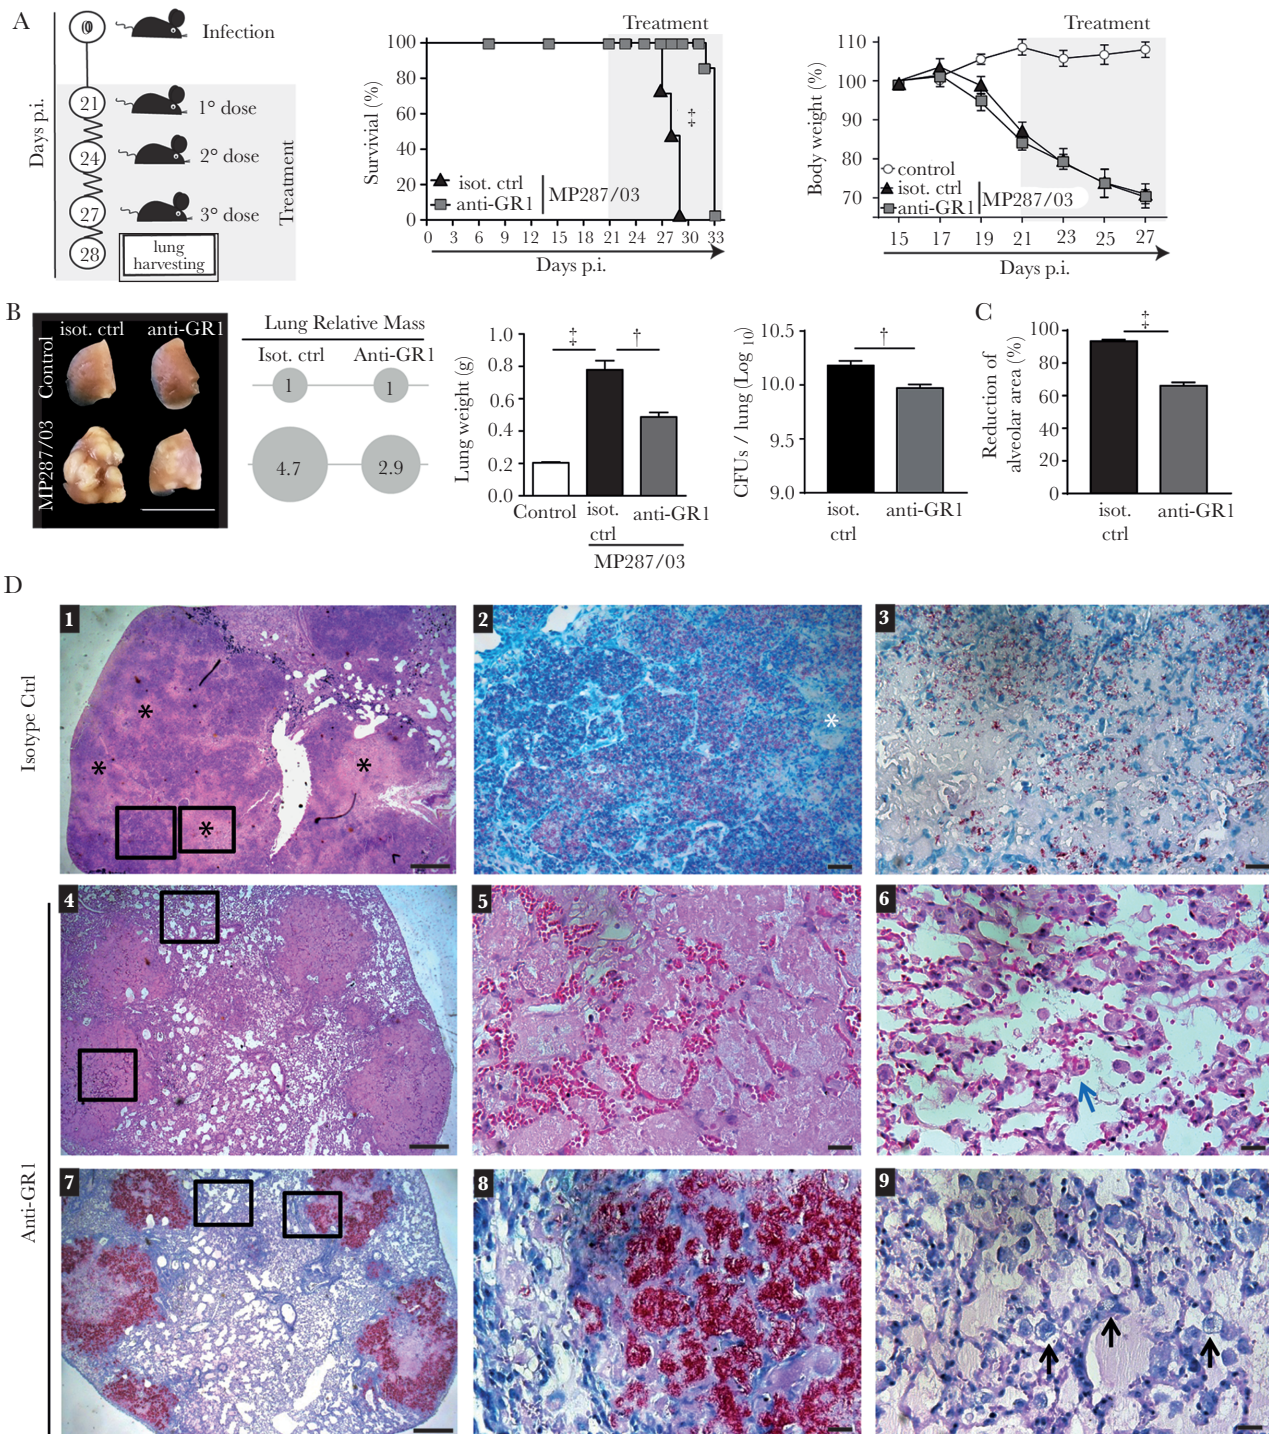 A
Days p.i.
0
Infection
21
1° dose
24
2° dose
27
3° dose
28
lung
harvesting
Treatment
Treatment
Survivial (%)
100
80
60
40
20
0
‡
isot. ctrl
anti-GR1
MP287/03
0 3 6 9 12 15 18 21 24 27 30 33
Days p.i.
Treatment
Body weight (%)
110
100
90
80
70
control
isot. ctrl
anti-GR1
MP287/03
15 17 19 21 23 25 27
Days p.i.
B
isot. ctrl anti-GR1
Control
MP287/03
Lung Relative Mass
Isot. ctrl Anti-GR1
1 1
4.7 2.9
Lung weight (g)
1.0
0.8
0.6
0.4
0.2
0.0
‡ †
Control isot. ctrl anti-GR1
MP287/03
CFUs / lung (Log 10)
10.5
10.0
9.5
9.0
†
isot. ctrl anti-GR1
C
Reduction of
alveolar area (%)
100
80
60
40
20
0
‡
isot. ctrl anti-GR1
D
Isotype Ctrl
1
*
*
*
*
2
*
3
Anti-GR1
4
5
6
7
8
9